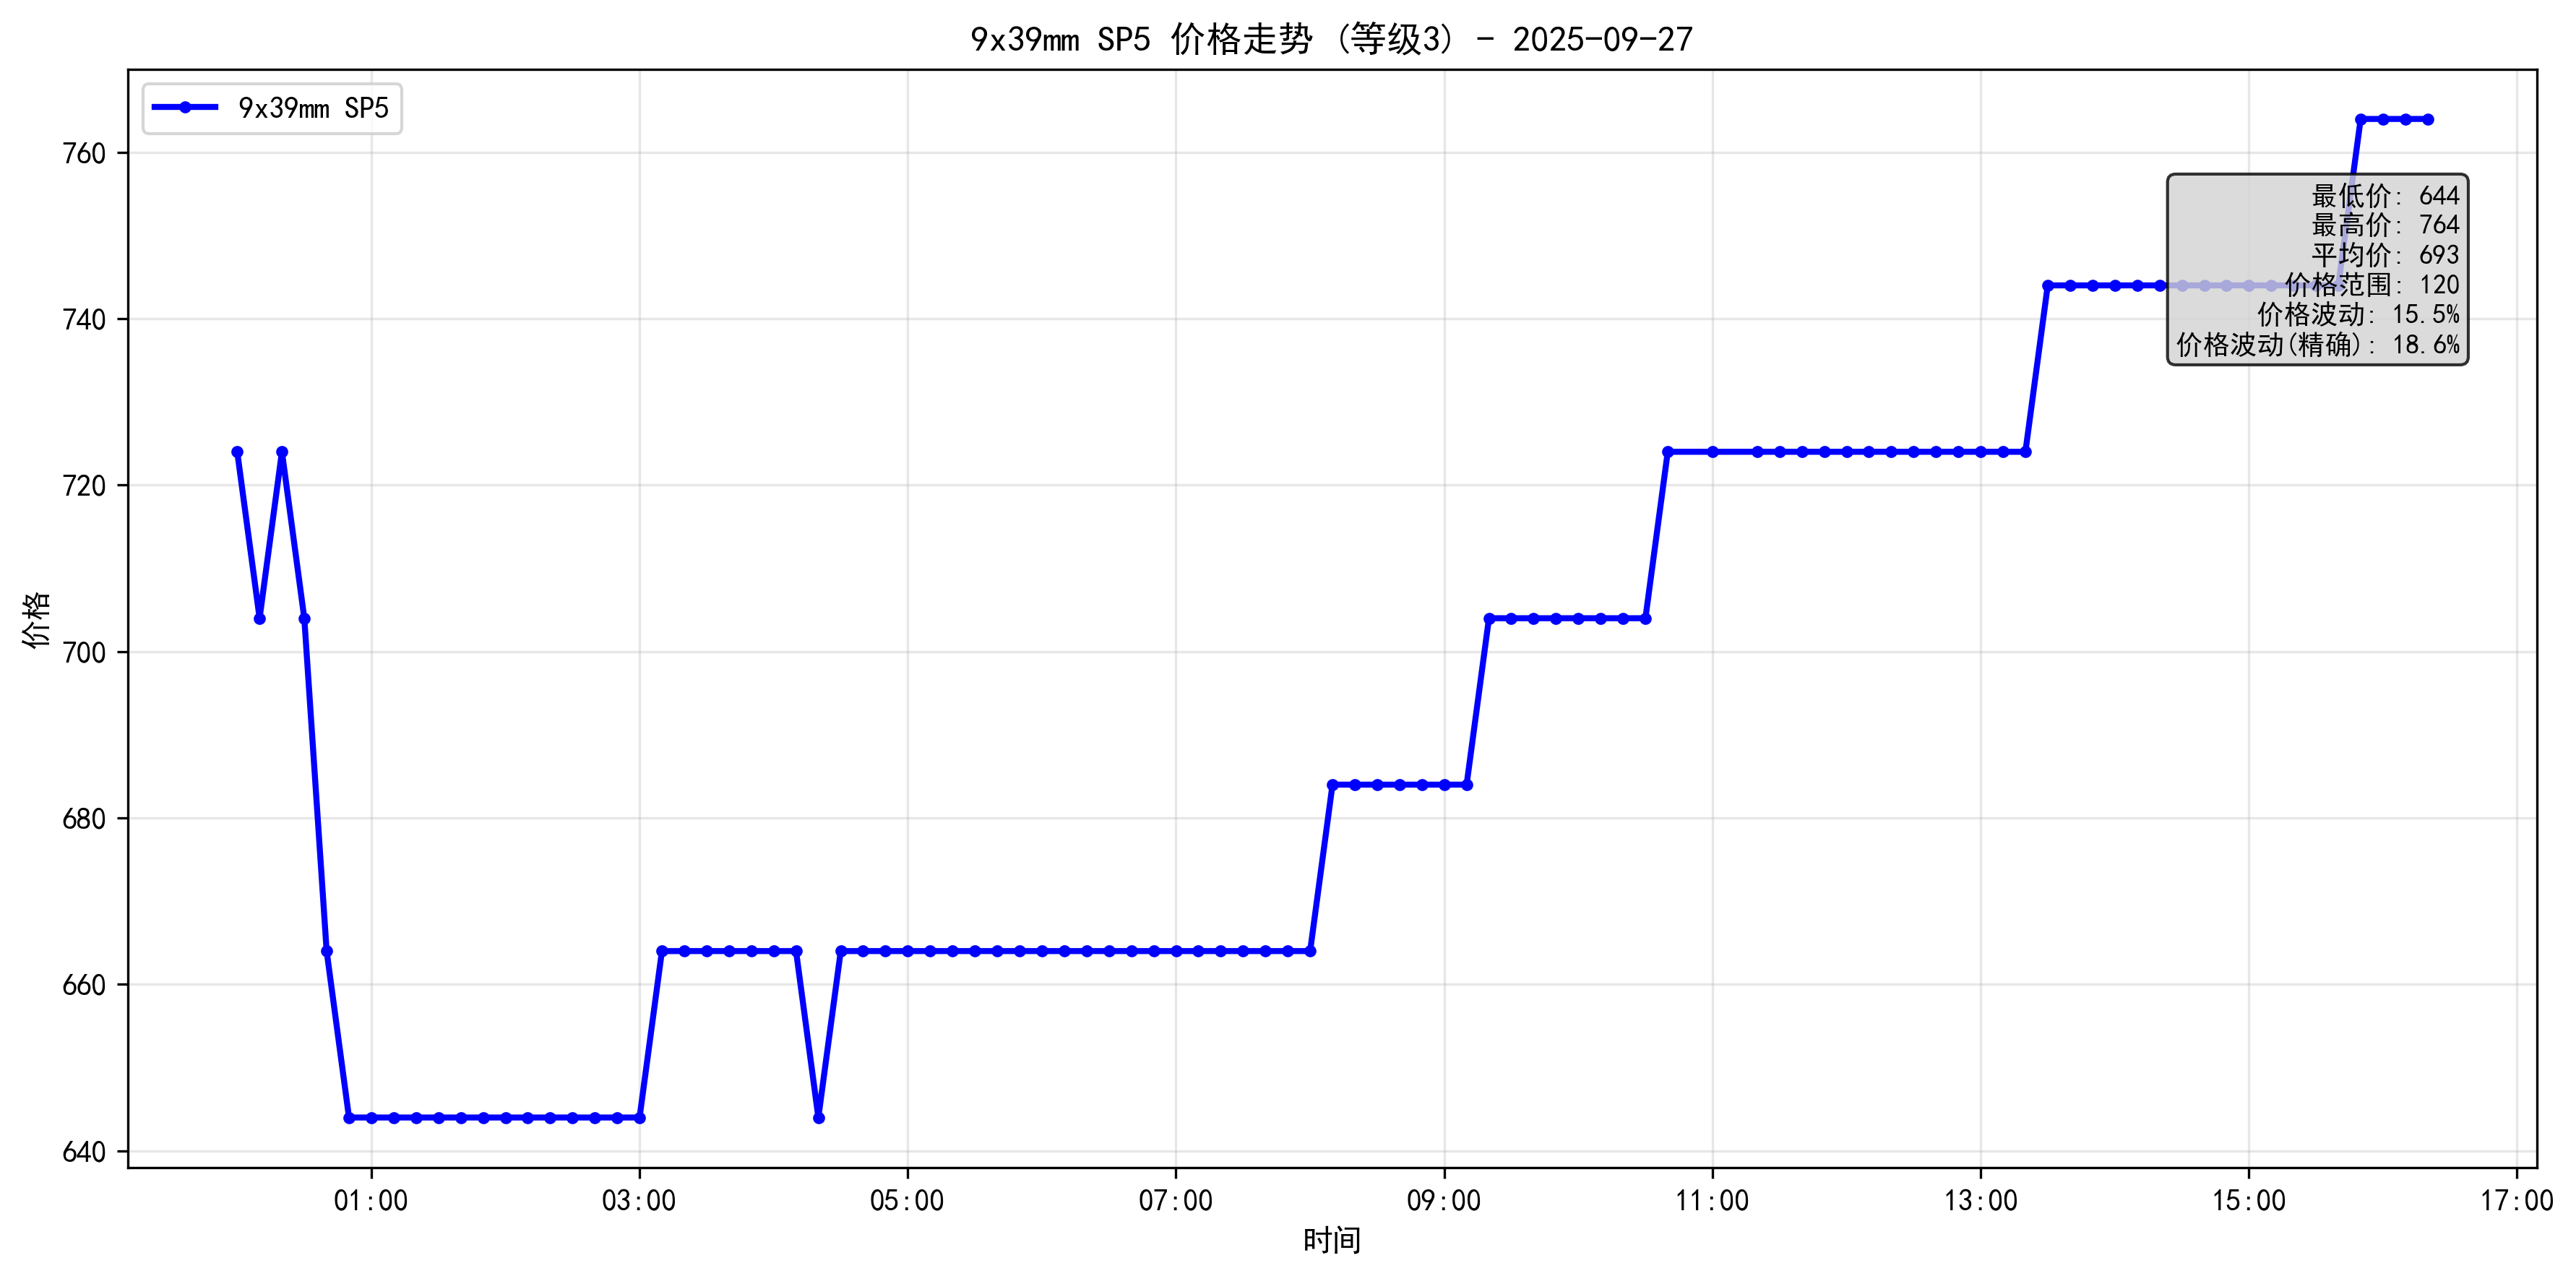 9x39mm SP5 价格走势 (等级3) - 2025-09-27
9x39mm SP5
最低价: 644
最高价: 764
平均价: 693
价格范围: 120
价格波动: 15.5%
价格波动(精确): 18.6%
价格
760
740
720
700
680
660
640
01:00 03:00 05:00 07:00 09:00 11:00 13:00 15:00 17:00
时间